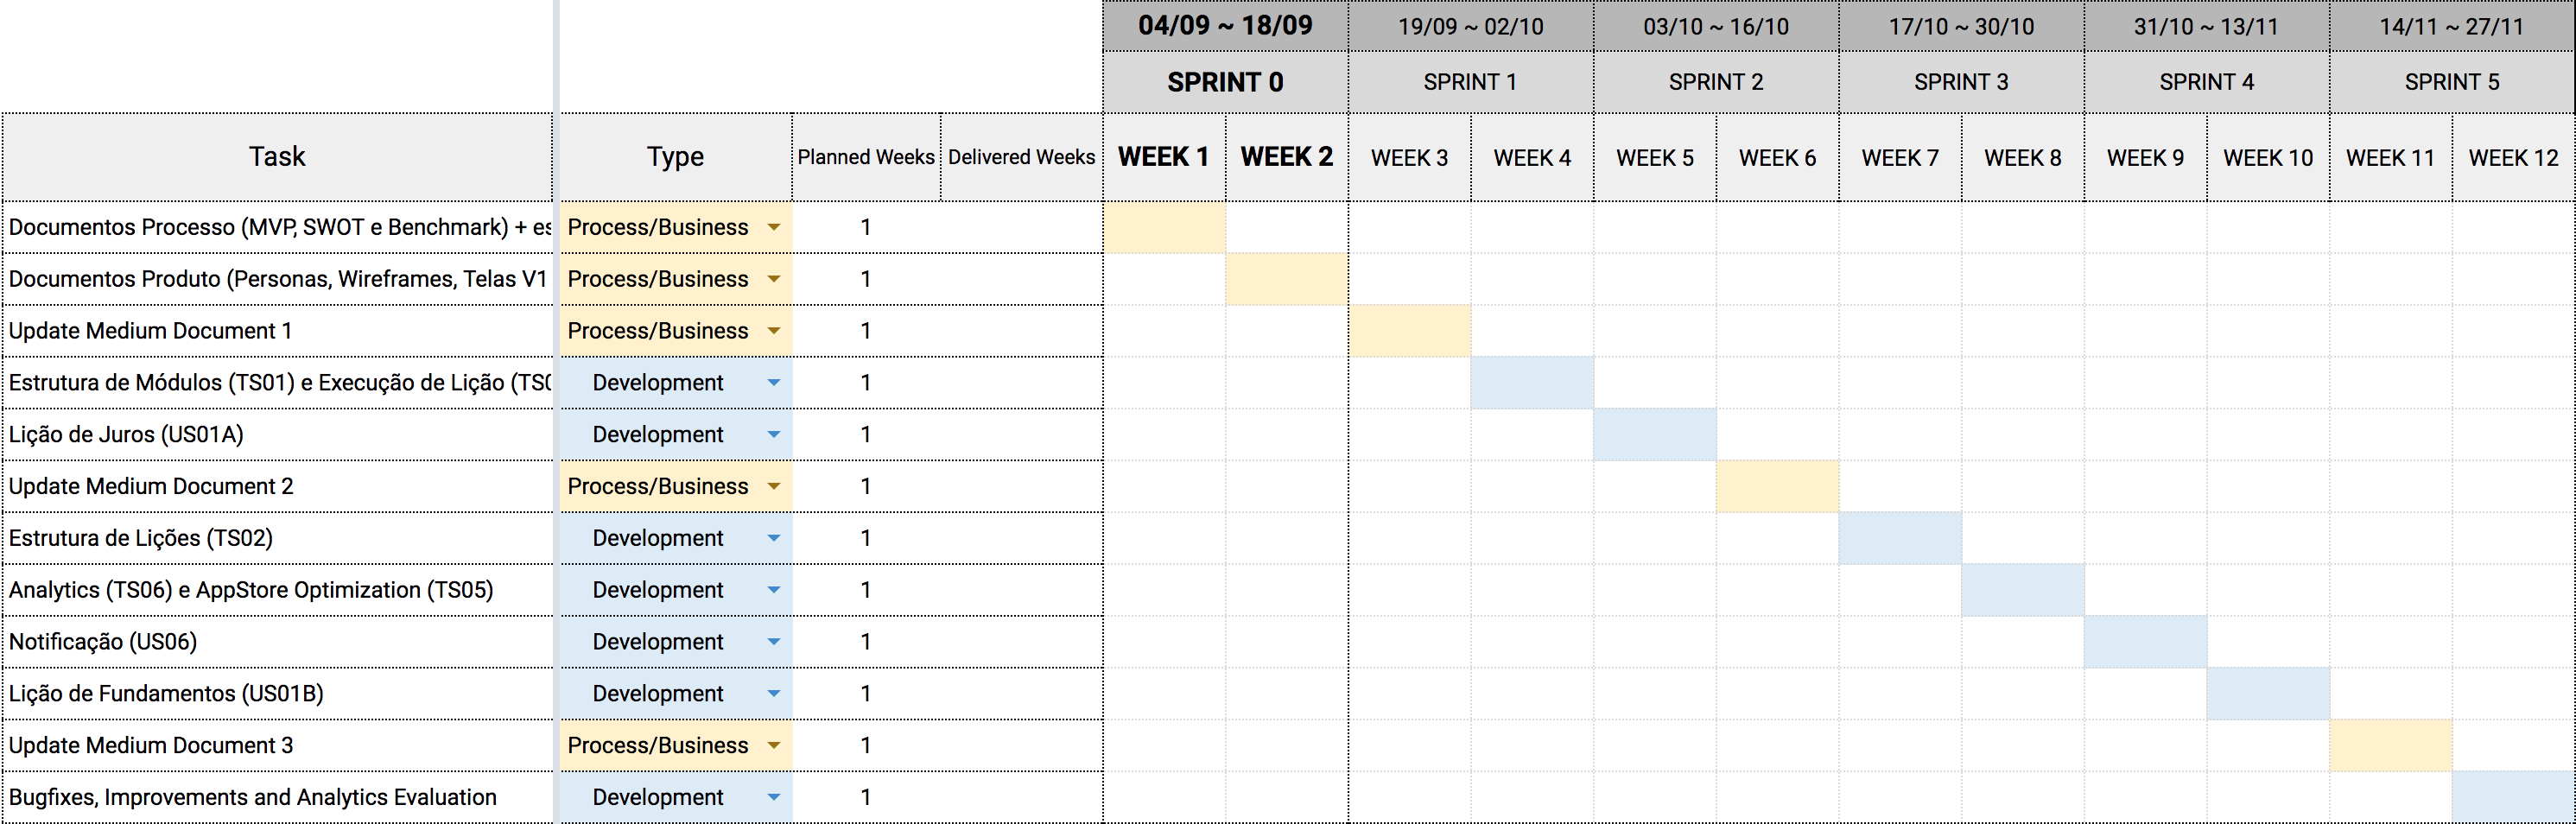 04/09 ~ 18/09 19/09 ~ 02/10 03/10 ~ 16/10 17/10 ~ 30/10 31/10 ~ 13/11 14/11 ~ 27/11
SPRINT 0 SPRINT 1 SPRINT 2 SPRINT 3 SPRINT 4 SPRINT 5
Task Type Planned Weeks Delivered Weeks WEEK 1 WEEK 2 WEEK 3 WEEK 4 WEEK 5 WEEK 6 WEEK 7 WEEK 8 WEEK 9 WEEK 10 WEEK 11 WEEK 12
Documentos Processo (MVP, SWOT e Benchmark) + es Process/Business 1
Documentos Produto (Personas, Wireframes, Telas V1 Process/Business 1
Update Medium Document 1 Process/Business 1
Estrutura de Módulos (TS01) e Execução de Lição (TS0 Development 1
Lição de Juros (US01A) Development 1
Update Medium Document 2 Process/Business 1
Estrutura de Lições (TS02) Development 1
Analytics (TS06) e AppStore Optimization (TS05) Development 1
Notificação (US06) Development 1
Lição de Fundamentos (US01B) Development 1
Update Medium Document 3 Process/Business 1
Bugfixes, Improvements and Analytics Evaluation Development 1